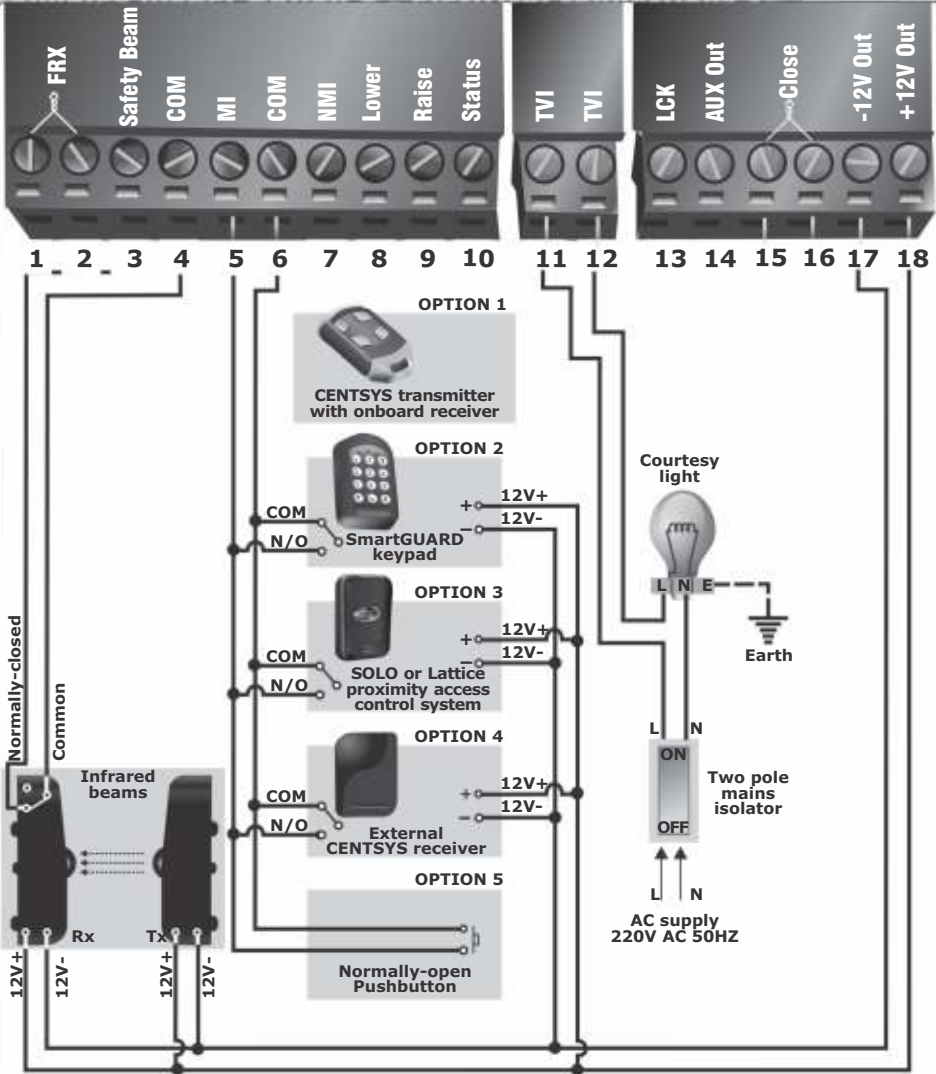 FRX
Safety Beam
COM
MI
COM
NMI
Lower
Raise
Status
TVI
TVI
LCK
AUX Out
Close
-12V Out
+12V Out
1 2 3 4 5 6 7 8 9 10 11 12 13 14 15 16 17 18
OPTION 1
CENTSYS transmitter
with onboard receiver
OPTION 2
COM
N/O
SmartGUARD
keypad
+ 12V+
- 12V-
OPTION 3
COM
N/O
SOLO or Lattice
proximity access
control system
+ 12V+
- 12V-
OPTION 4
COM
N/O
External
CENTSYS receiver
+ 12V+
- 12V-
OPTION 5
Normally-open
Pushbutton
Courtesy
light
L N E
Earth
L N
ON
OFF
Two pole
mains
isolator
L N
AC supply
220V AC 50HZ
Normally-closed
Common
Infrared
beams
Rx
Tx
12V+
12V-
12V+
12V-